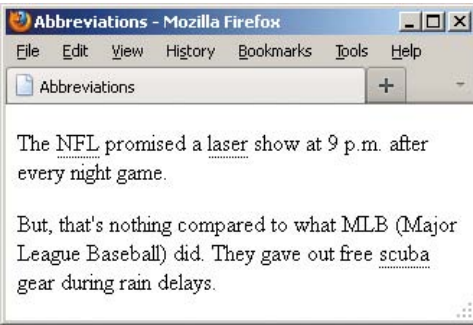 Abbreviations - Mozilla Firefox
File Edit View History Bookmarks Tools Help
Abbreviations
The NFL promised a laser show at 9 p.m. after
every night game.
But, that's nothing compared to what MLB (Major
League Baseball) did. They gave out free scuba
gear during rain delays.